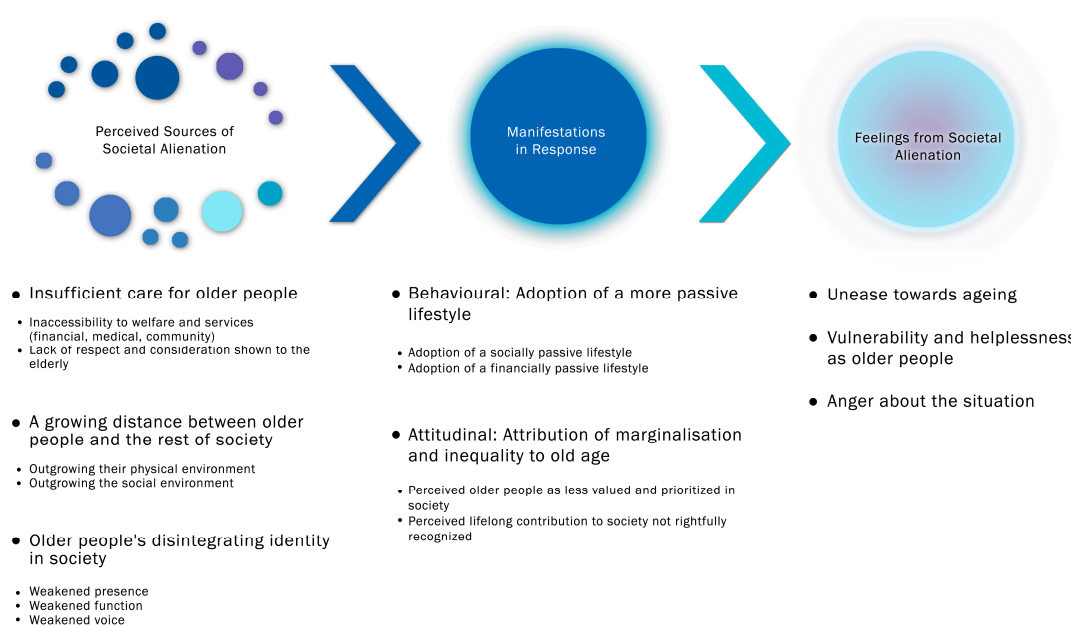 Perceived Sources of
Societal Alienation
Manifestations
in Response
Feelings from Societal
Alienation
• Insufficient care for older people
• Inaccessibility to welfare and services
(financial, medical, community)
• Lack of respect and consideration shown to the
elderly
• A growing distance between older
people and the rest of society
• Outgrowing their physical environment
• Outgrowing the social environment
• Older people's disintegrating identity
in society
• Weakened presence
• Weakened function
• Weakened voice
• Behavioural: Adoption of a more passive
lifestyle
• Adoption of a socially passive lifestyle
• Adoption of a financially passive lifestyle
• Attitudinal: Attribution of marginalisation
and inequality to old age
• Perceived older people as less valued and prioritized in
society
• Perceived lifelong contribution to society not rightfully
recognized
• Unease towards ageing
• Vulnerability and helplessness
as older people
• Anger about the situation